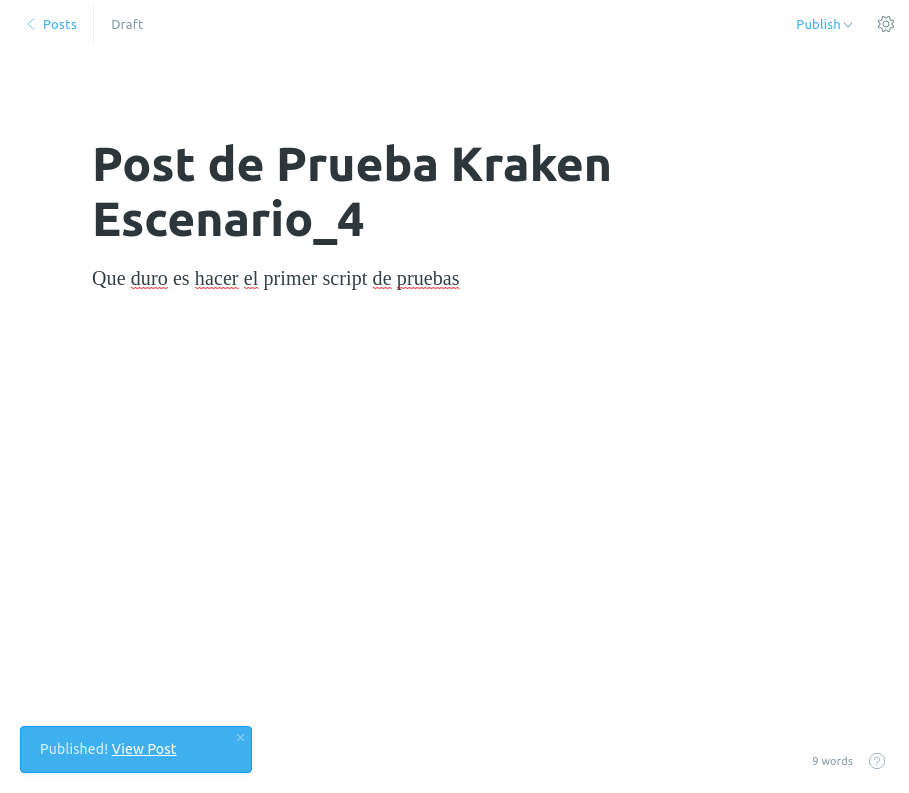 Posts
Draft
Publish
Post de Prueba Kraken
Escenario_4
Que duro es hacer el primer script de pruebas
Published! View Post
9 words